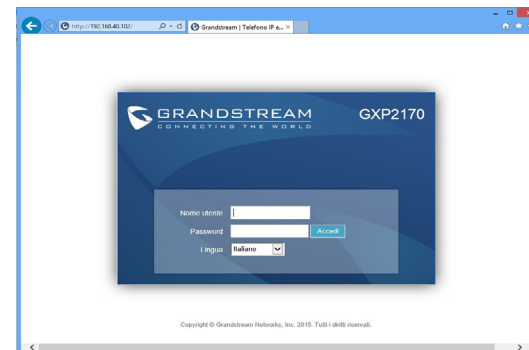 http://192.168.40.102/
Grandstream | Telefono IP e...
GRANDSTREAM
CONNECTING THE WORLD
GXP2170
Nome utente
Password
Accedi
Lingua
Italiano
Copyright © Grandstream Networks, Inc. 2015. Tutti i diritti riservati.